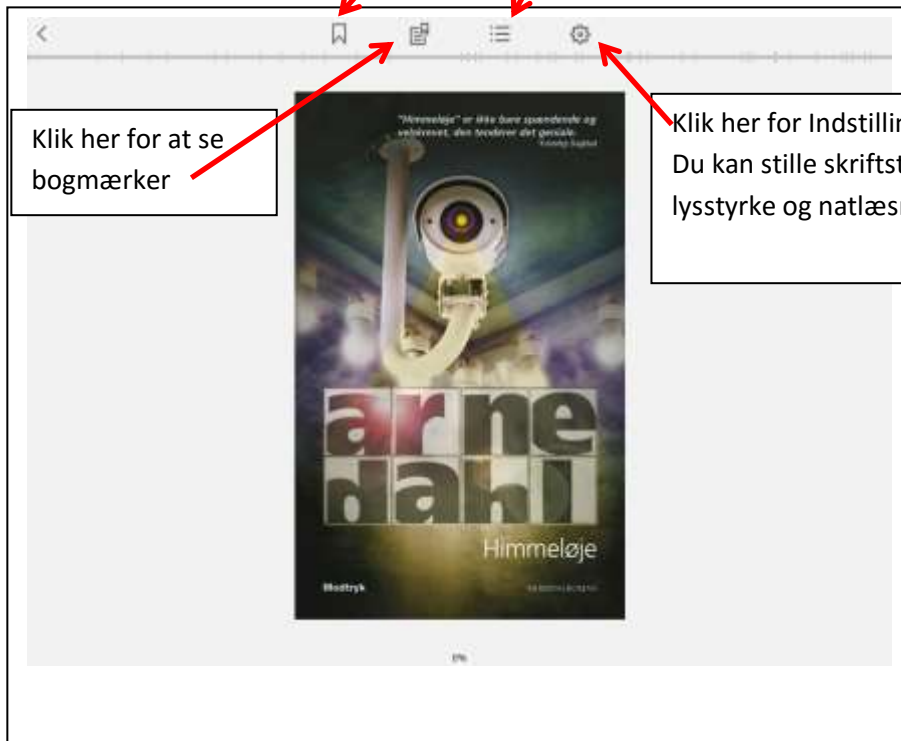 Klik her for at se
bogmærker
Klik her for Indstillin
Du kan stille skriftst
lysstyrke og natlæsn
"Himmeløje" er ikke bare spændende og
velskrevet, den tenderer det geniale.
arne
dahl
Himmeløje
Modtryk
0%